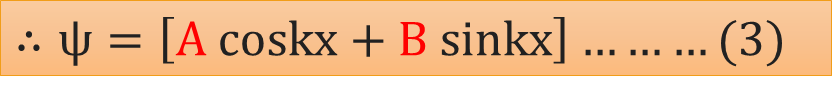 ∴ ψ = [A coskx + B sinkx] … … … (3)